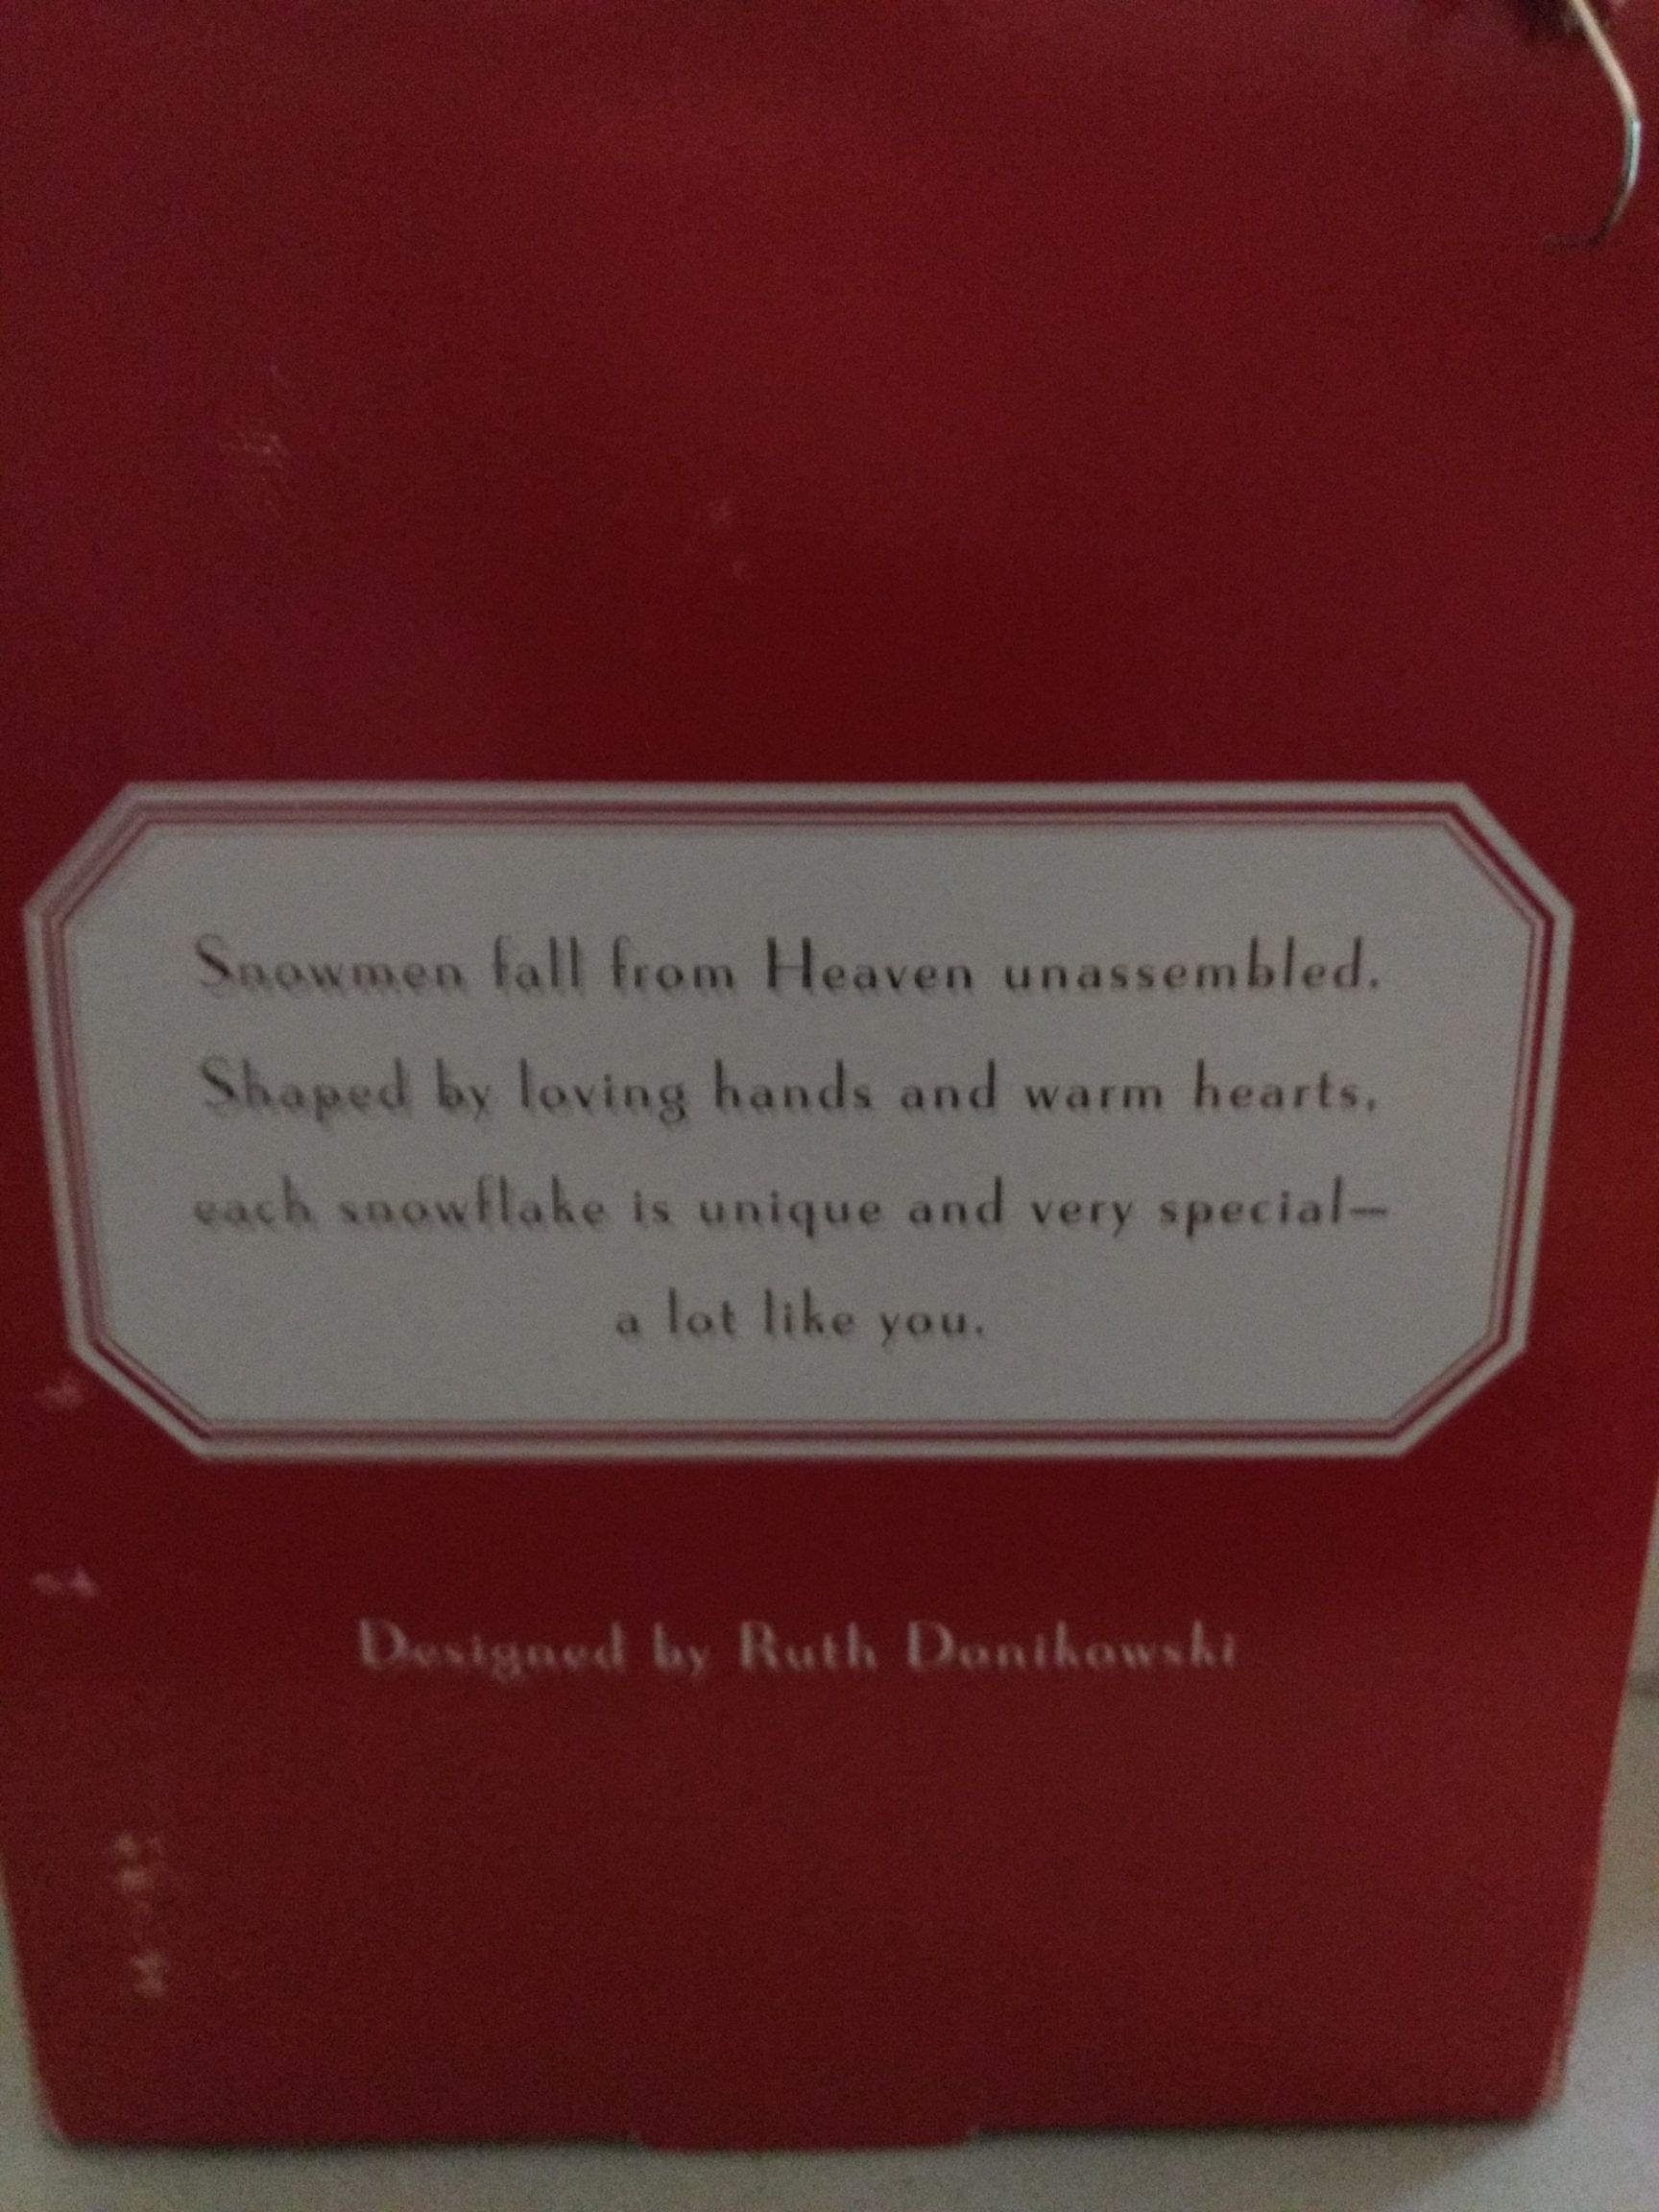 Snowmen fall from Heaven unassembled.
Shaped by loving hands and warm hearts,
each snowflake is unique and very special—
a lot like you.
Designed by Ruth Donikowski